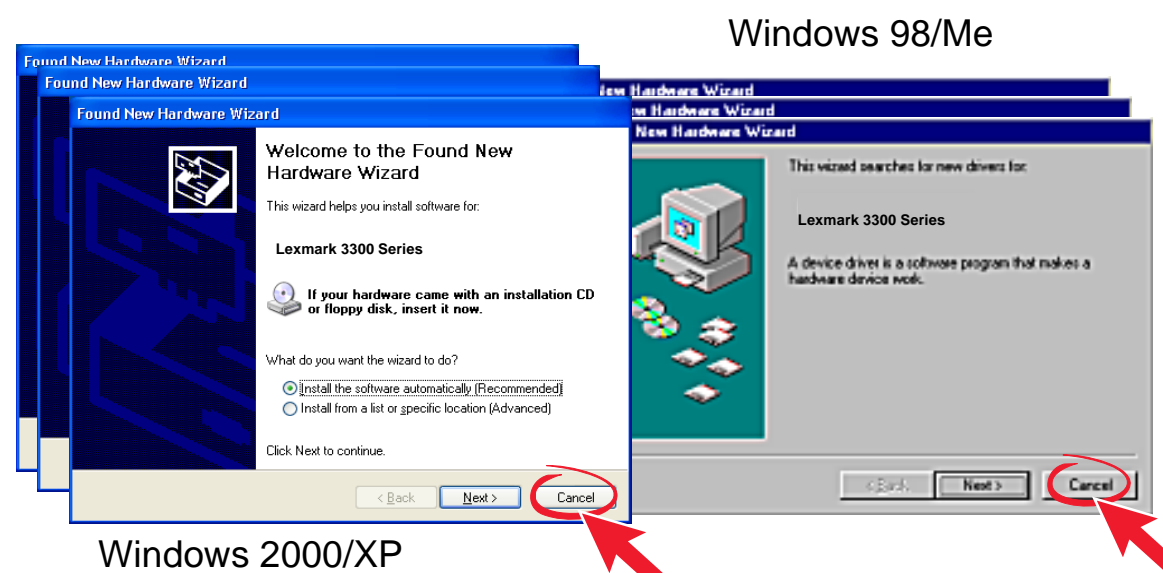 Windows 98/Me
Found New Hardware Wizard
Found New Hardware Wizard
Found New Hardware Wizard
Welcome to the Found New
Hardware Wizard
This wizard helps you install software for:
Lexmark 3300 Series
If your hardware came with an installation CD
or floppy disk, insert it now.
What do you want the wizard to do?
Install the software automatically (Recommended)
Install from a list or specific location (Advanced)
Click Next to continue.
< Back
Next >
Cancel
Windows 2000/XP
New Hardware Wizard
Hardware Wizard
New Hardware Wizard
This wizard searches for new drivers for:
Lexmark 3300 Series
A device driver is a software program that makes a
hardware device work.
< Back
Next >
Cancel